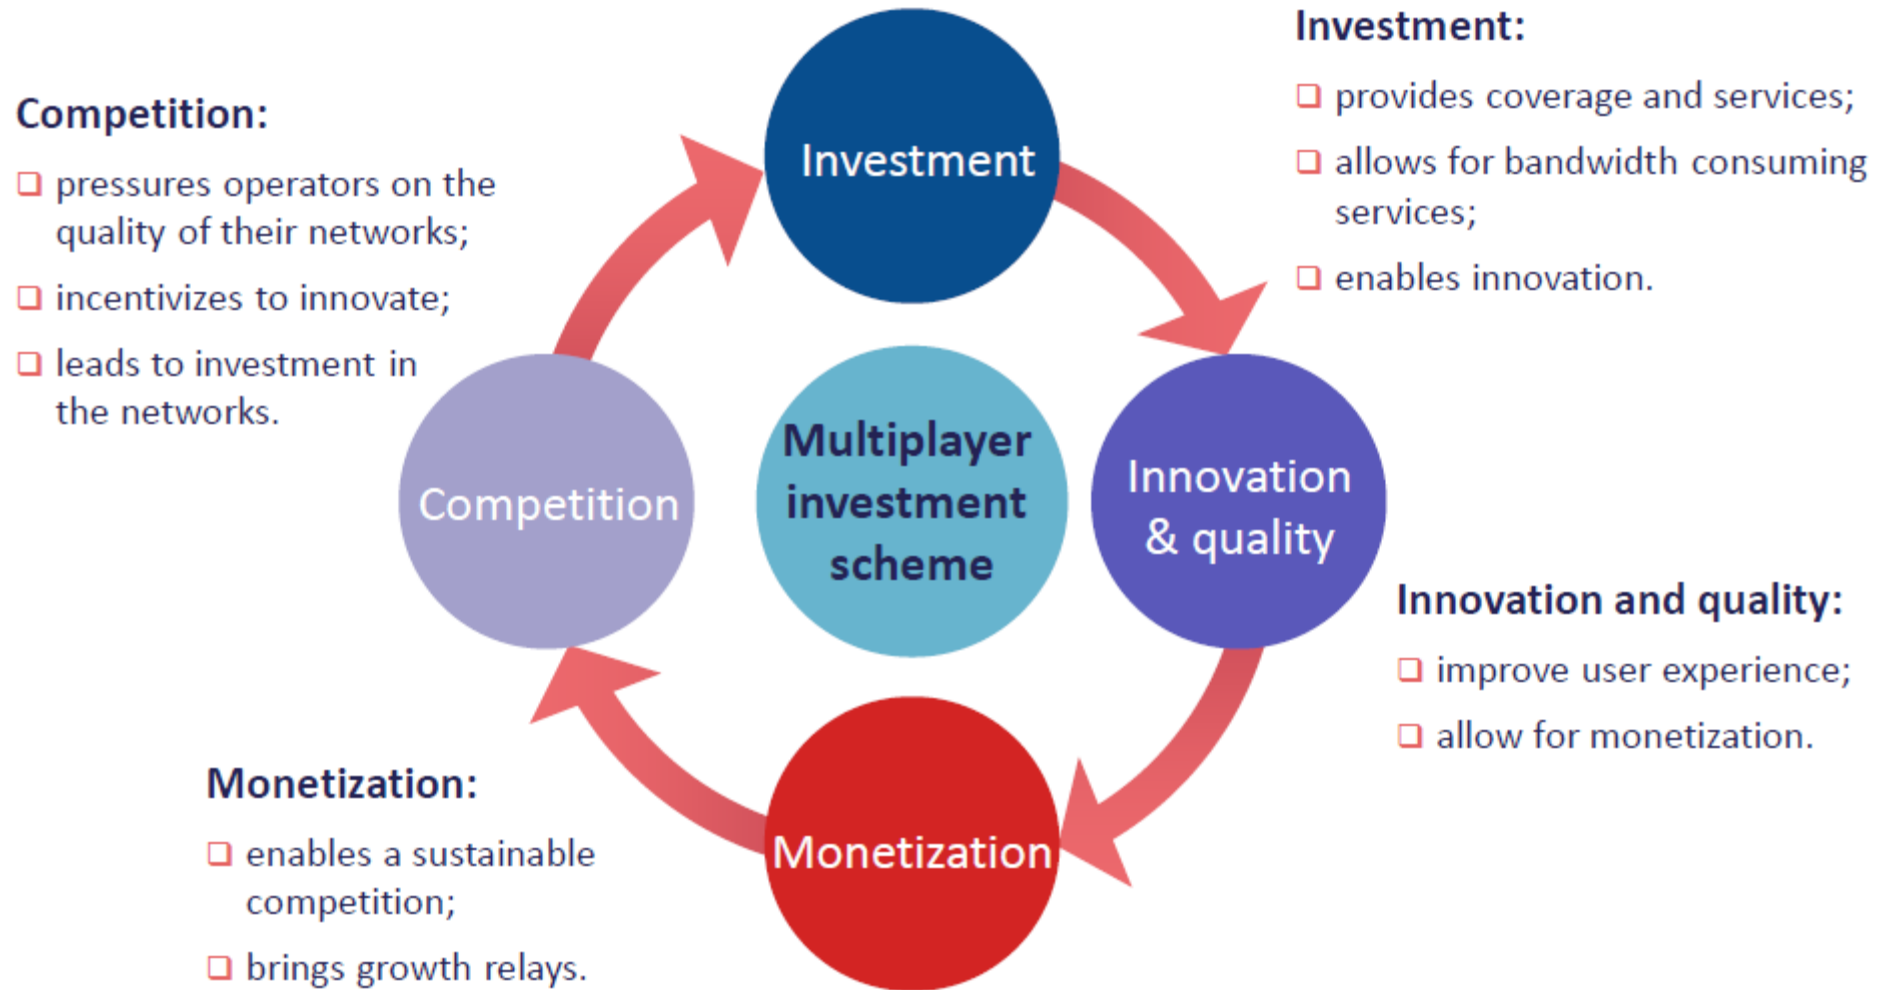 Investment:
❑ provides coverage and services;
❑ allows for bandwidth consuming
services;
❑ enables innovation.
Competition:
❑ pressures operators on the
quality of their networks;
❑ incentivizes to innovate;
❑ leads to investment in
the networks.
Investment
Competition
Multiplayer
investment
scheme
Innovation
& quality
Innovation and quality:
❑ improve user experience;
❑ allow for monetization.
Monetization
Monetization:
❑ enables a sustainable
competition;
❑ brings growth relays.